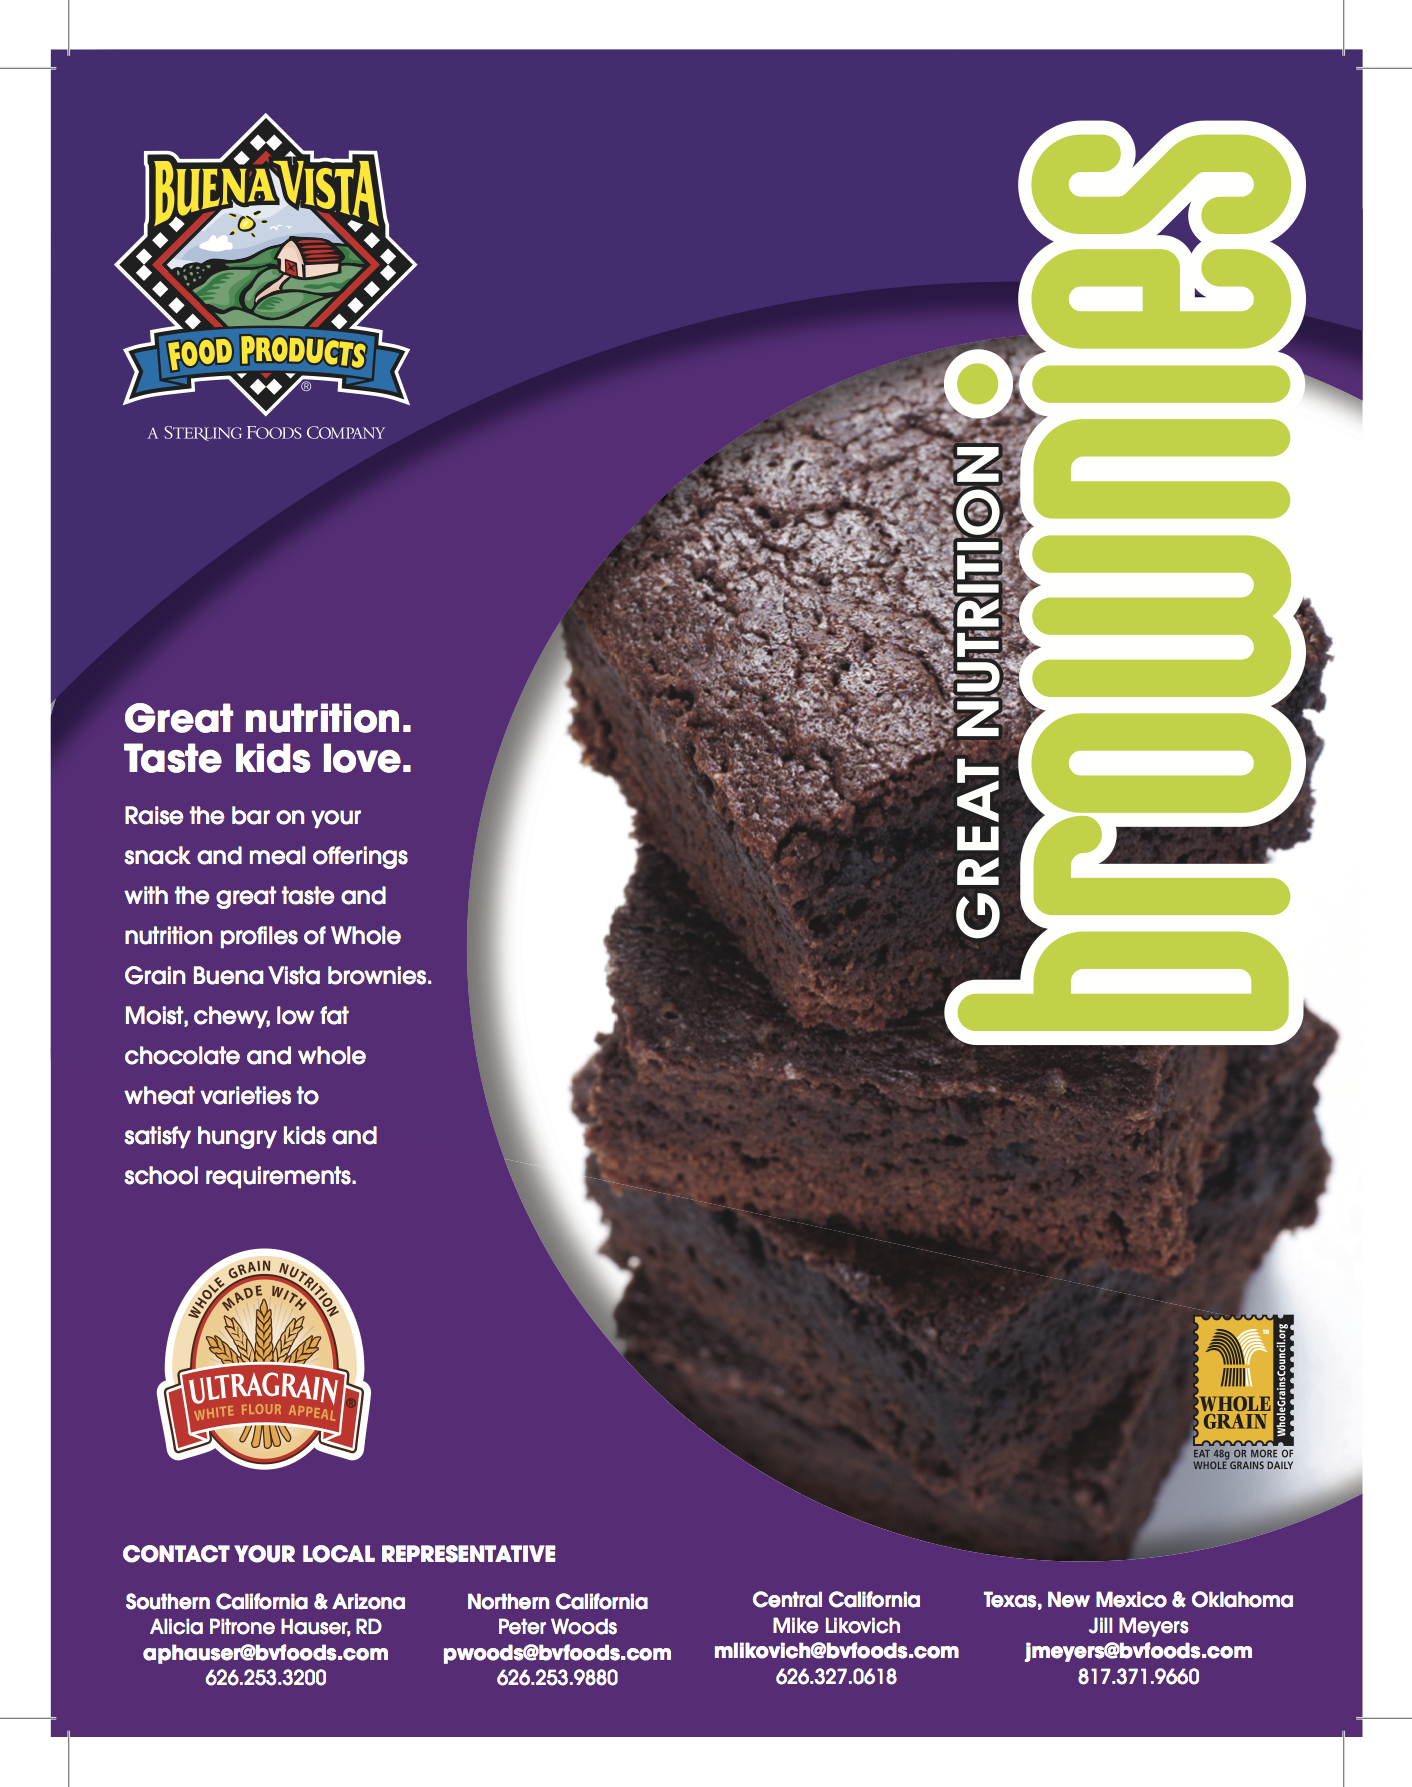 BUENA VISTA
FOOD PRODUCTS
®
A STERLING FOODS COMPANY
GREAT NUTRITION
brownies
Great nutrition.
Taste kids love.
Raise the bar on your
snack and meal offerings
with the great taste and
nutrition profiles of Whole
Grain Buena Vista brownies.
Moist, chewy, low fat
chocolate and whole
wheat varieties to
satisfy hungry kids and
school requirements.
WHOLE GRAIN NUTRITION
MADE WITH
ULTRAGRAIN®
WHITE FLOUR APPEAL
TM
WHOLE
GRAIN
WholeGrainsCouncil.org
EAT 48g OR MORE OF
WHOLE GRAINS DAILY
CONTACT YOUR LOCAL REPRESENTATIVE
Southern California & Arizona
Alicia Pitrone Hauser, RD
aphauser@bvfoods.com
626.253.3200
Northern California
Peter Woods
pwoods@bvfoods.com
626.253.9880
Central California
Mike Likovich
mlikovich@bvfoods.com
626.327.0618
Texas, New Mexico & Oklahoma
Jill Meyers
jmeyers@bvfoods.com
817.371.9660